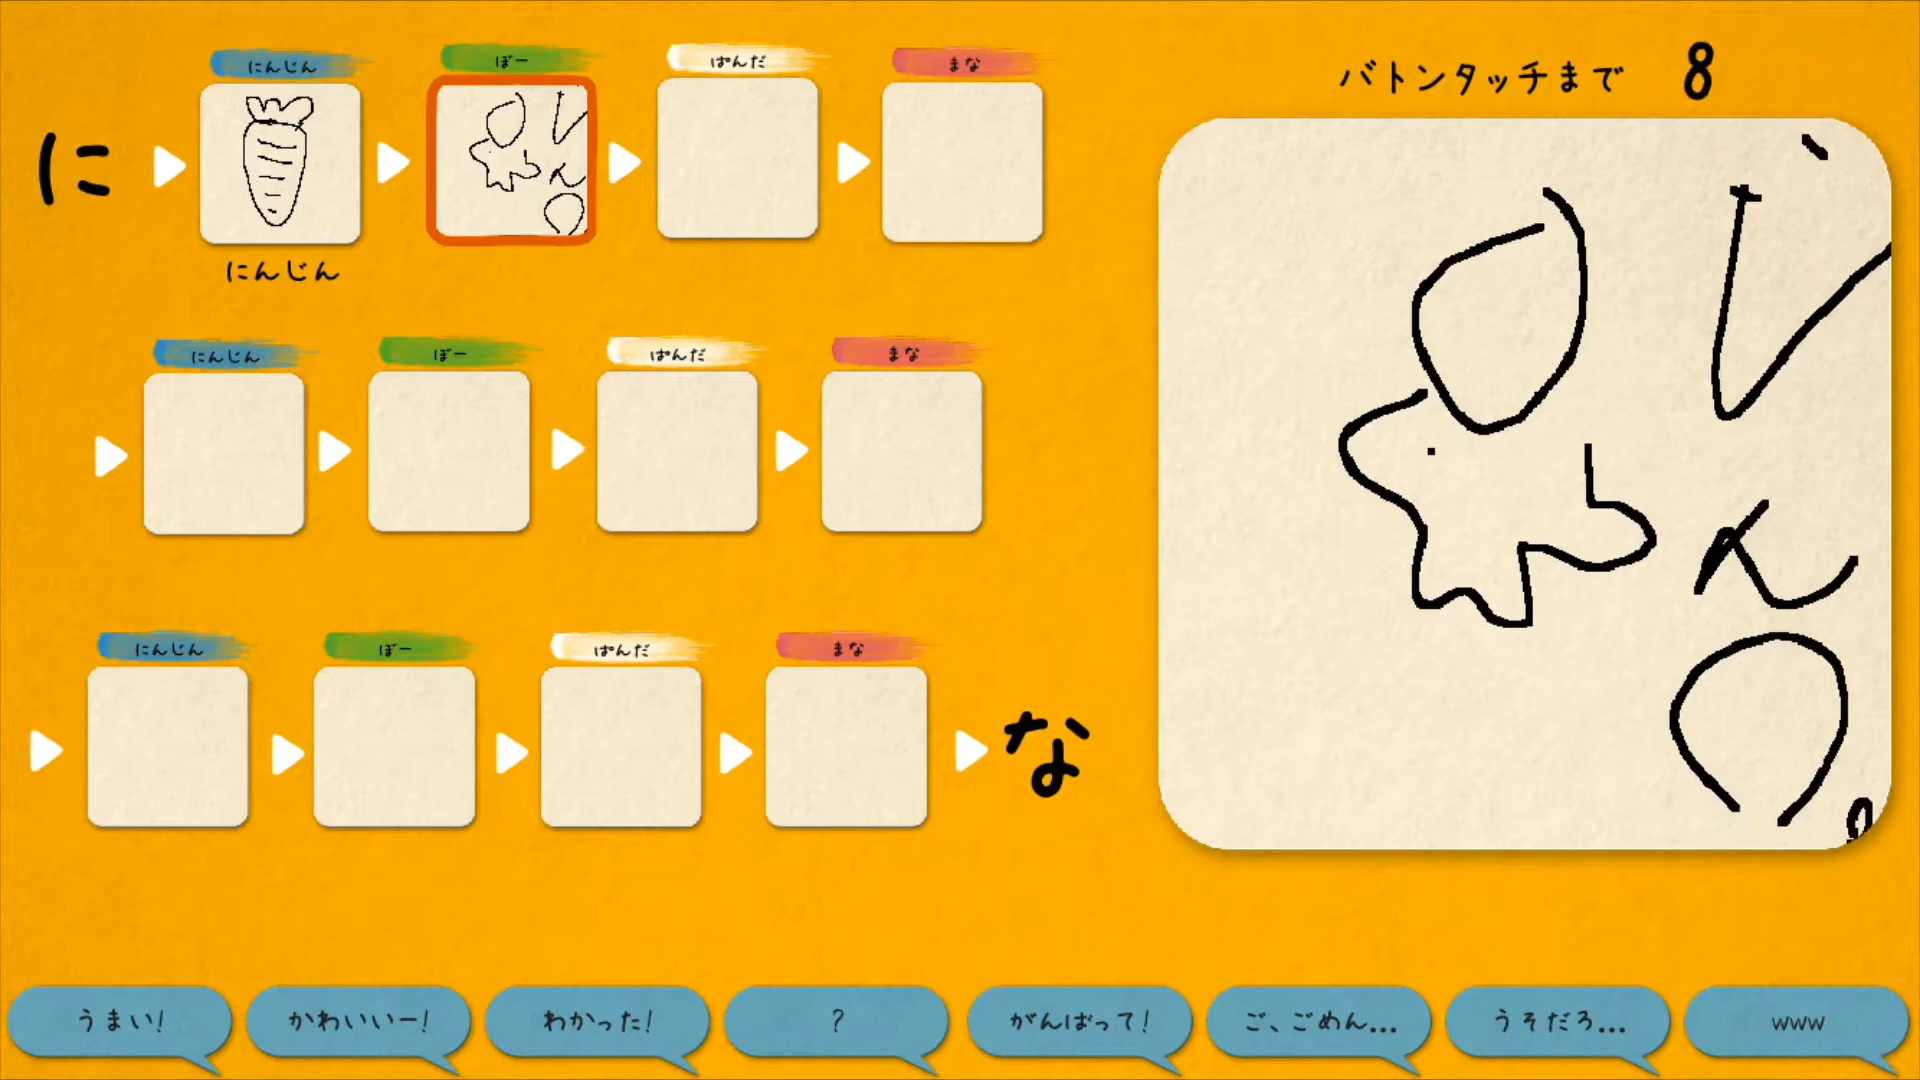 バトンタッチまで 8
にんじん ぼー ぱんだ まな
に
にんじん
にんじん ぼー ぱんだ まな
にんじん ぼー ぱんだ まな
な
うまい! かわいいー! わかった! ? がんばって! ご、ごめん... うそだろ... www